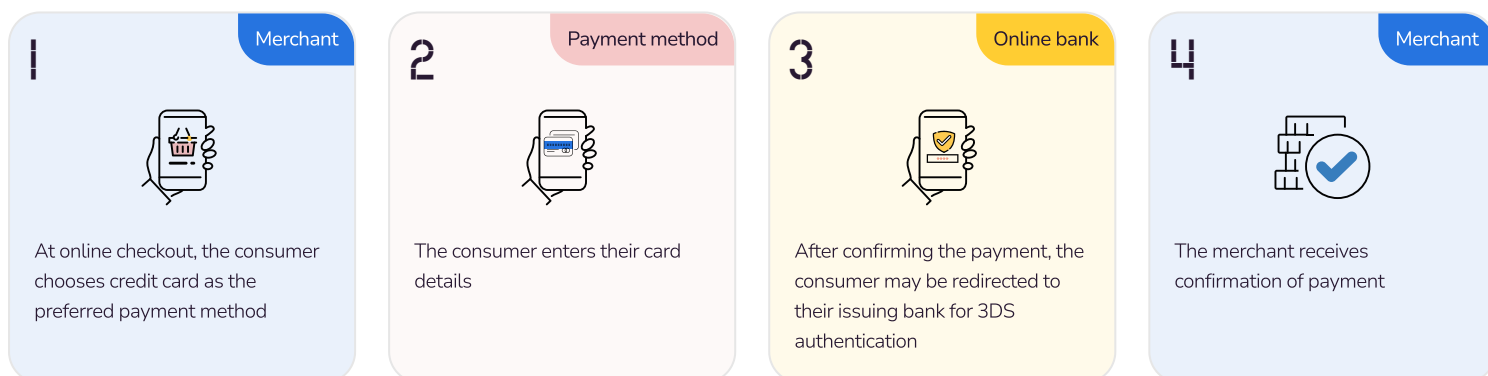 1
Merchant
At online checkout, the consumer
chooses credit card as the
preferred payment method
2
Payment method
The consumer enters their card
details
3
Online bank
After confirming the payment, the
consumer may be redirected to
their issuing bank for 3DS
authentication
4
Merchant
The merchant receives
confirmation of payment